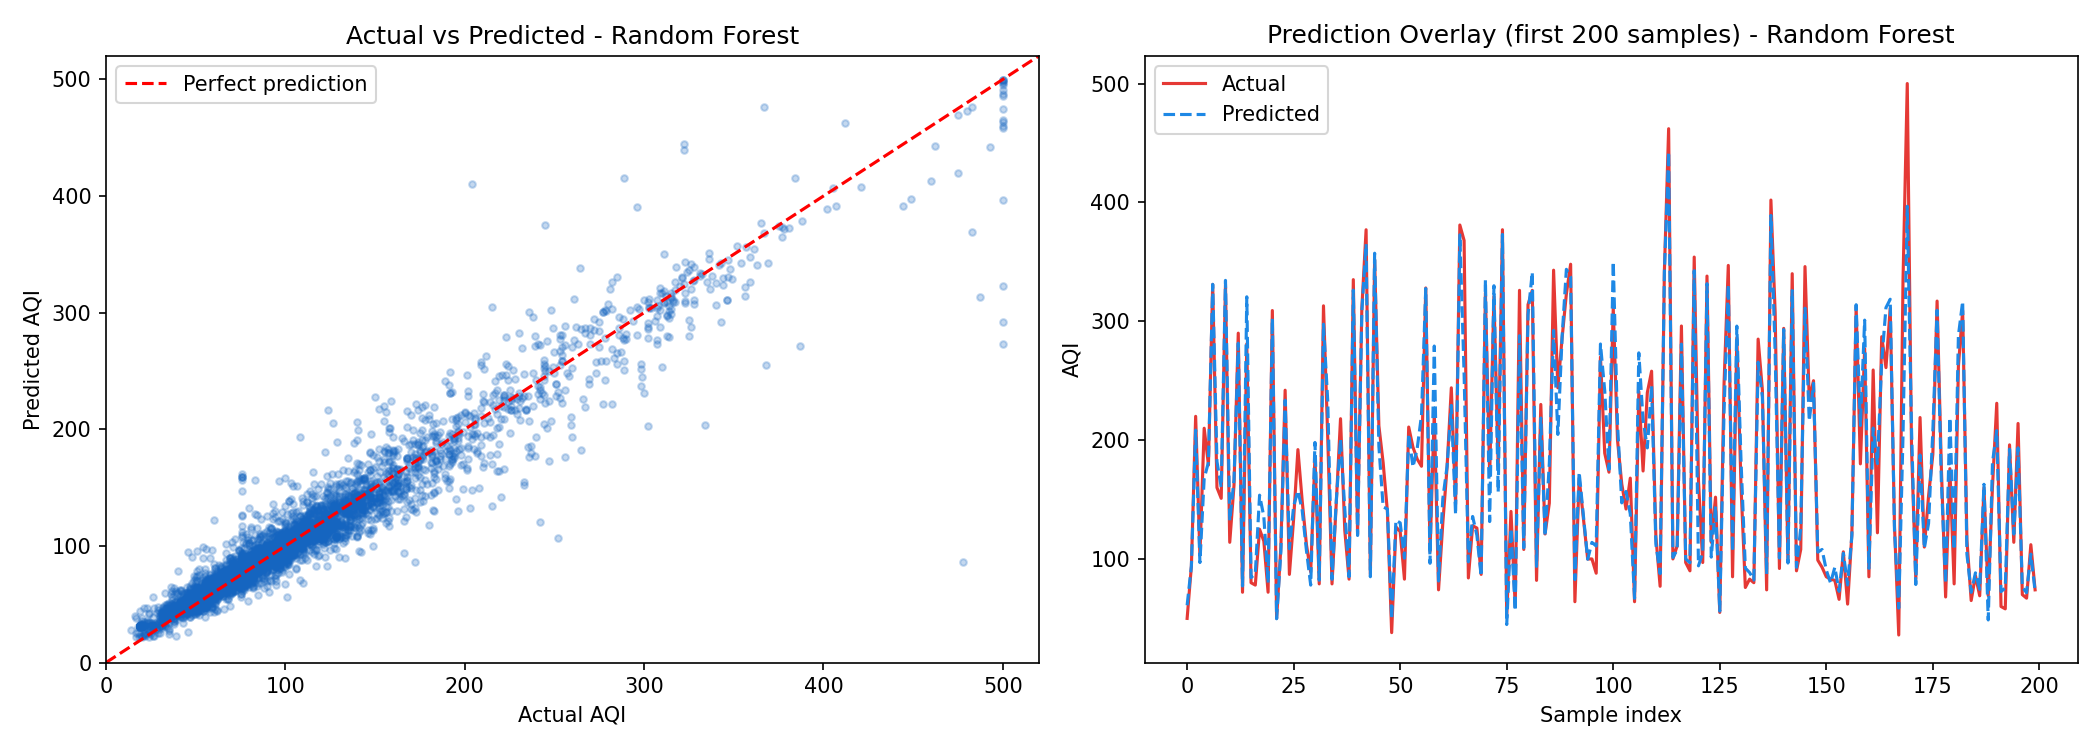 Actual vs Predicted - Random Forest
Perfect prediction
500
400
300
200
100
0
0 100 200 300 400 500
Predicted AQI
Actual AQI
Prediction Overlay (first 200 samples) - Random Forest
Actual
Predicted
500
400
300
200
100
0 25 50 75 100 125 150 175 200
AQI
Sample index